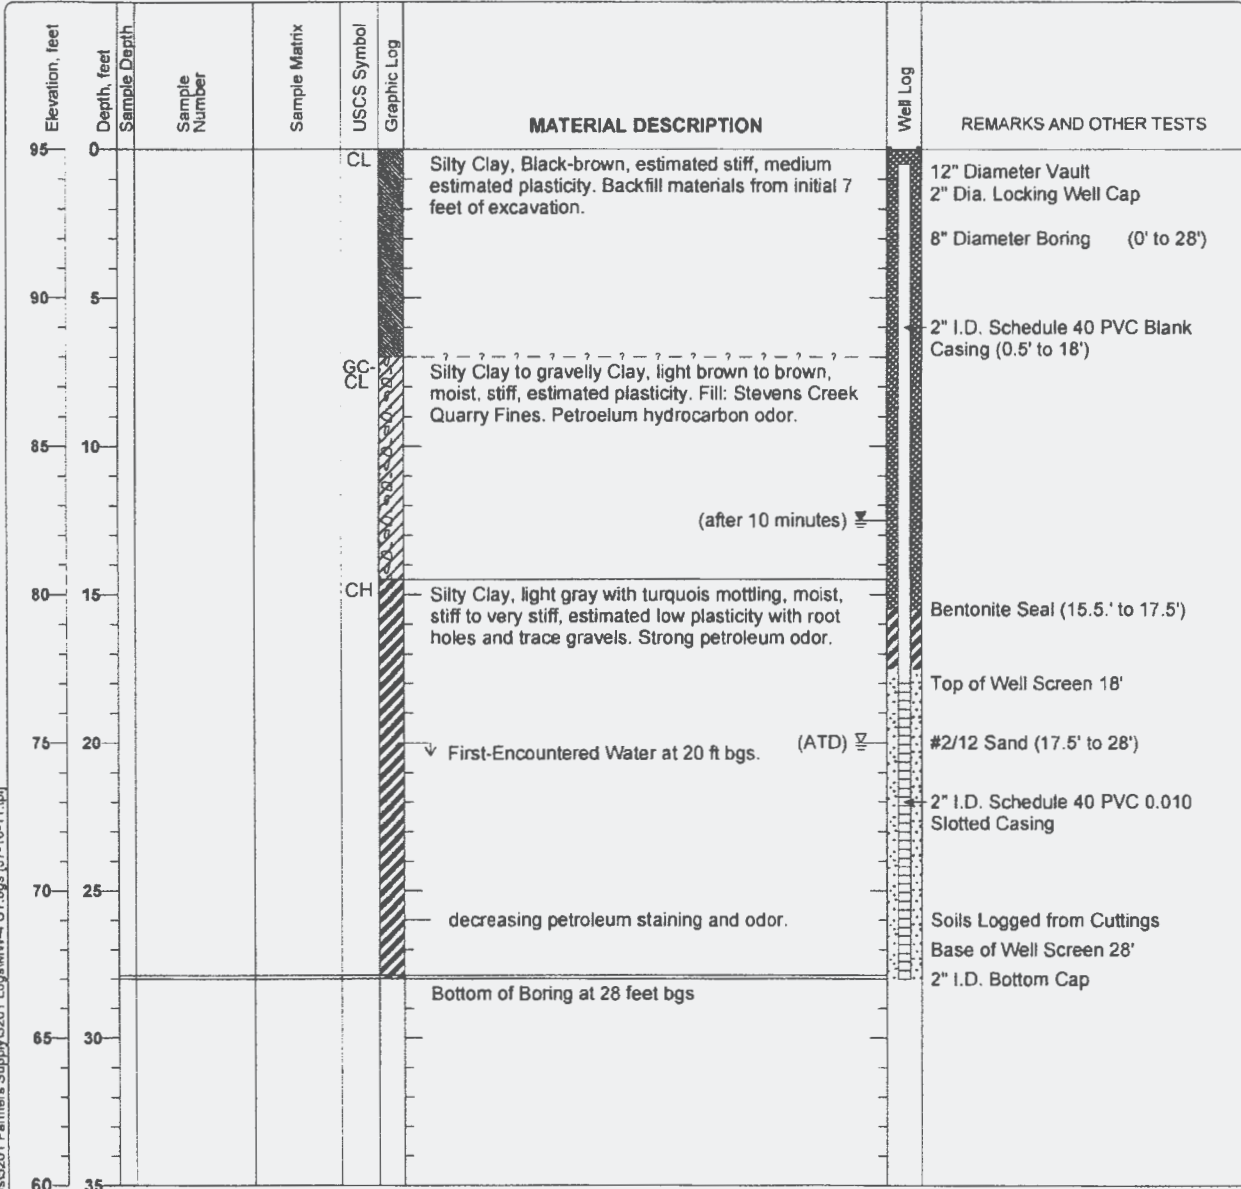 Elevation, feet
Depth, feet
Sample Depth
Sample
Number
Sample Matrix
USCS Symbol
Graphic Log
MATERIAL DESCRIPTION
Well Log
REMARKS AND OTHER TESTS
95 0
CL
Silty Clay, Black-brown, estimated stiff, medium
estimated plasticity. Backfill materials from initial 7
feet of excavation.
12" Diameter Vault
2" Dia. Locking Well Cap
8" Diameter Boring (0' to 28')
90 5
2" I.D. Schedule 40 PVC Blank
Casing (0.5' to 18')
? ? ? ? ? ? ? ? ? ?
GC-
CL
Silty Clay to gravelly Clay, light brown to brown,
moist, stiff, estimated plasticity. Fill: Stevens Creek
Quarry Fines. Petroelum hydrocarbon odor.
85 10
(after 10 minutes)
80 15
CH
Silty Clay, light gray with turquois mottling, moist,
stiff to very stiff, estimated low plasticity with root
holes and trace gravels. Strong petroleum odor.
Bentonite Seal (15.5.' to 17.5')
Top of Well Screen 18'
75 20
First-Encountered Water at 20 ft bgs.
(ATD)
#2/12 Sand (17.5' to 28')
2" I.D. Schedule 40 PVC 0.010
Slotted Casing
70 25
decreasing petroleum staining and odor.
Soils Logged from Cuttings
Base of Well Screen 28'
2" I.D. Bottom Cap
Bottom of Boring at 28 feet bgs
65 30
60 35